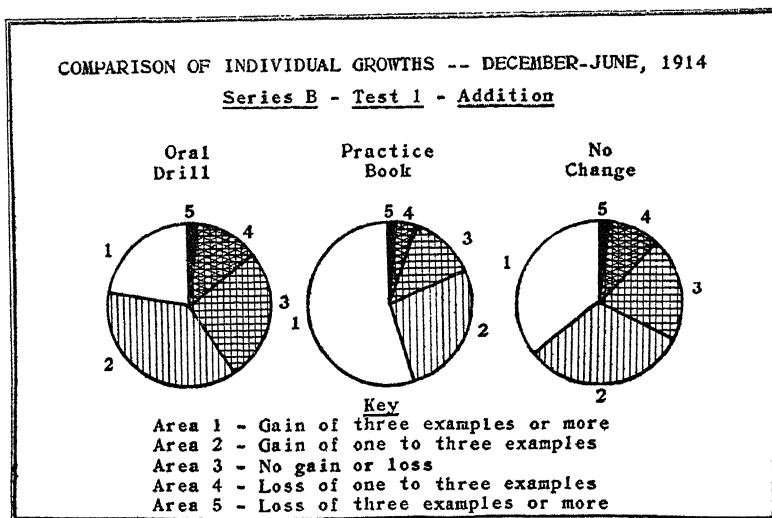 COMPARISON OF INDIVIDUAL GROWTHS -- DECEMBER-JUNE, 1914
Series B - Test 1 - Addition
Oral Drill
Practice Book
No Change
5
4
1
3
2
5
4
3
1
2
5
4
1
3
2
Key
Area 1 - Gain of three examples or more
Area 2 - Gain of one to three examples
Area 3 - No gain or loss
Area 4 - Loss of one to three examples
Area 5 - Loss of three examples or more